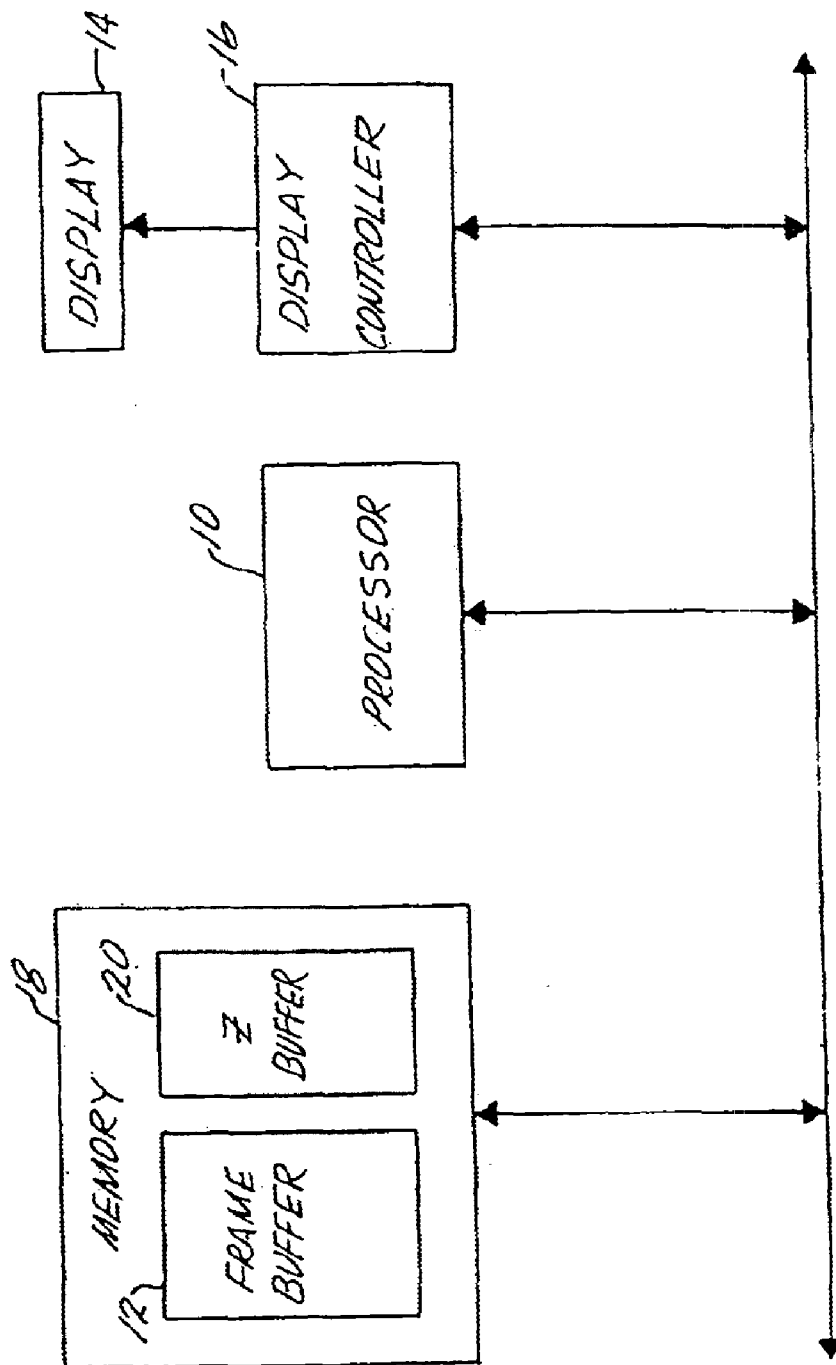 MEMORY
18
FRAME
BUFFER
12
Z
BUFFER
20
PROCESSOR
10
DISPLAY
CONTROLLER
16
DISPLAY
14